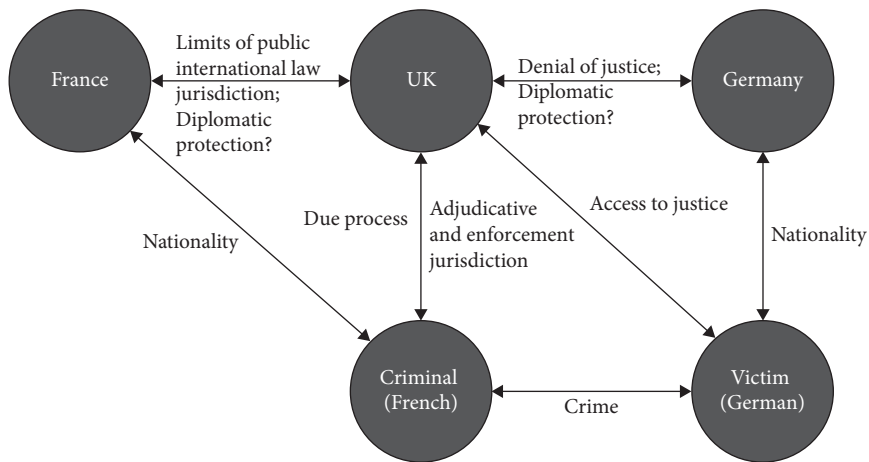 France
Limits of public
international law
jurisdiction;
Diplomatic
protection?
UK
Denial of justice;
Diplomatic
protection?
Germany
Nationality
Due process
Adjudicative
and enforcement
jurisdiction
Access to justice
Nationality
Criminal
(French)
Crime
Victim
(German)